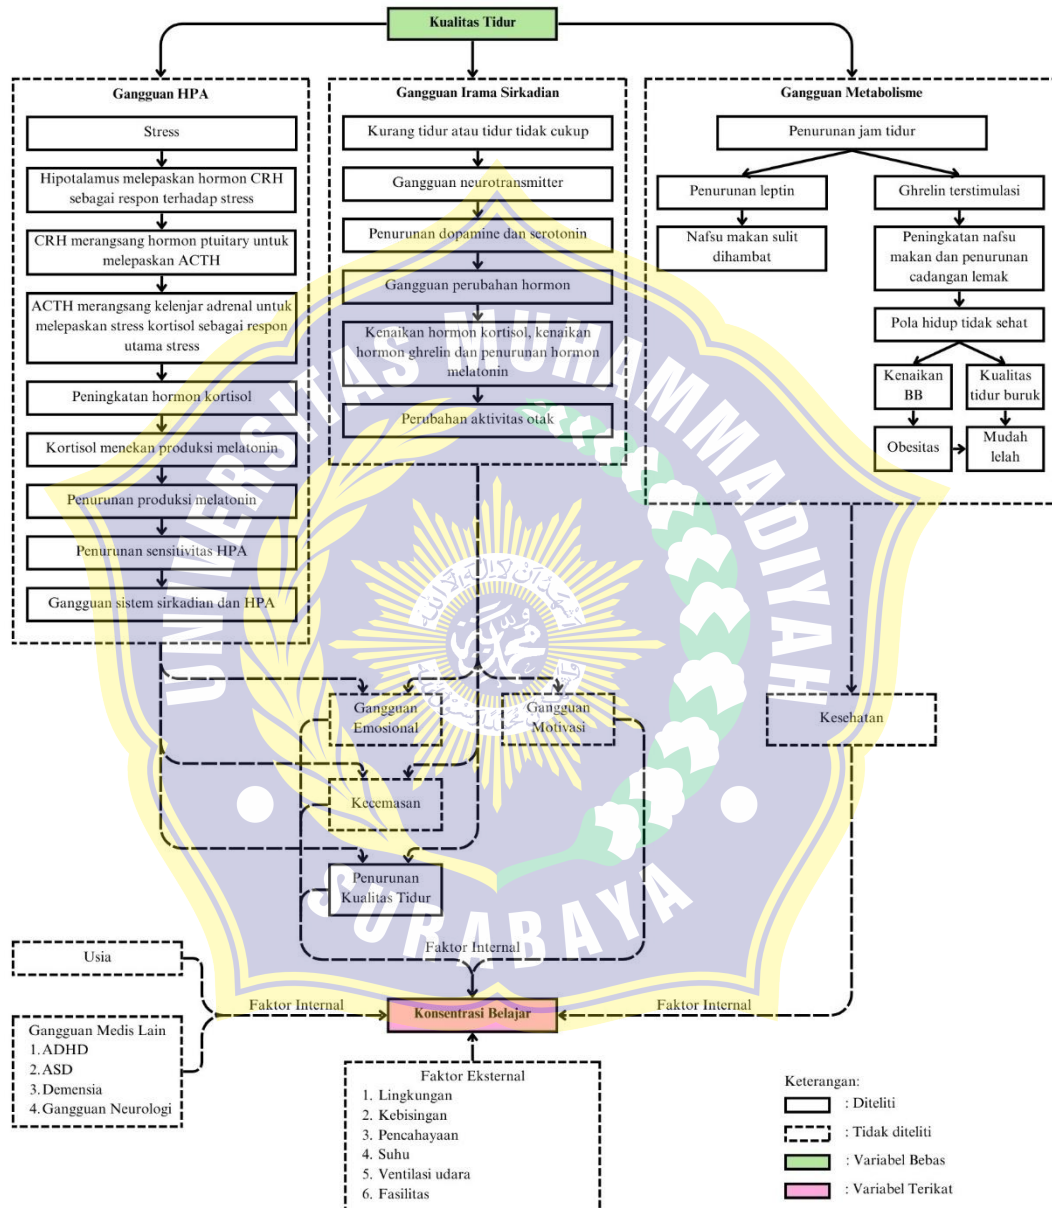 Kualitas Tidur
Gangguan HPA
Stress
Hipotalamus melepaskan hormon CRH
sebagai respon terhadap stress
CRH merangsang hormon ptuitary untuk
melepaskan ACTH
ACTH merangsang kelenjar adrenal untuk
melepaskan stress kortisol sebagai respon
utama stress
Peningkatan hormon kortisol
Kortisol menekan produksi melatonin
Penurunan produksi melatonin
Penurunan sensitivitas HPA
Gangguan sistem sirkadian dan HPA
Gangguan Irama Sirkadian
Kurang tidur atau tidur tidak cukup
Gangguan neurotransmitter
Penurunan dopamine dan serotonin
Gangguan perubahan hormon
Kenaikan hormon kortisol, kenaikan
hormon ghrelin dan penurunan hormon
melatonin
Perubahan aktivitas otak
Gangguan Metabolisme
Penurunan jam tidur
Penurunan leptin
Nafsu makan sulit
dihambat
Ghrelin terstimulasi
Peningkatan nafsu
makan dan penurunan
cadangan lemak
Pola hidup tidak sehat
Kenaikan
BB
Kualitas
tidur buruk
Obesitas
Mudah
lelah
Gangguan
Emosional
Gangguan
Motivasi
Kesehatan
Kecemasan
Penurunan
Kualitas Tidur
Faktor Internal
Usia
Faktor Internal
Konsentrasi Belajar
Faktor Internal
Gangguan Medis Lain
1. ADHD
2. ASD
3. Demensia
4. Gangguan Neurologi
Faktor Eksternal
1. Lingkungan
2. Kebisingan
3. Pencahayaan
4. Suhu
5. Ventilasi udara
6. Fasilitas
Keterangan:
: Diteliti
: Tidak diteliti
: Variabel Bebas
: Variabel Terikat
UNIVERSITAS MUHAMMADIYAH
SURABAYA